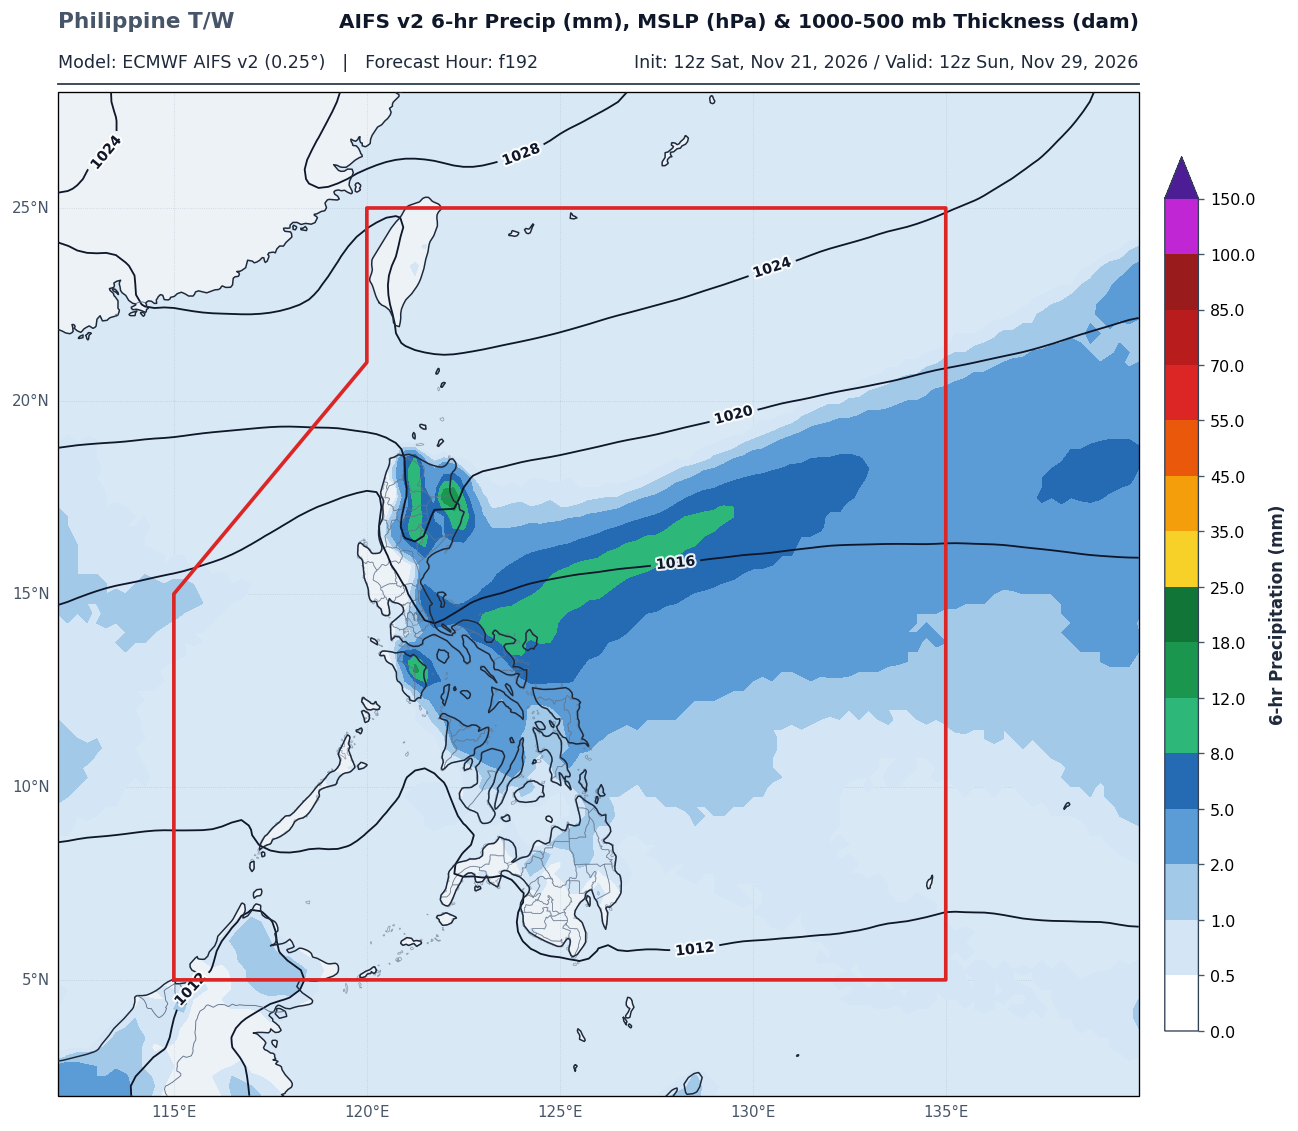 Philippine T/W
AIFS v2 6-hr Precip (mm), MSLP (hPa) & 1000-500 mb Thickness (dam)
Model: ECMWF AIFS v2 (0.25°) | Forecast Hour: f192
Init: 12z Sat, Nov 21, 2026 / Valid: 12z Sun, Nov 29, 2026
1024
1028
1024
1020
1016
1012
1012
25°N
20°N
15°N
10°N
5°N
115°E
120°E
125°E
130°E
135°E
150.0
100.0
85.0
70.0
55.0
45.0
35.0
25.0
18.0
12.0
8.0
5.0
2.0
1.0
0.5
0.0
6-hr Precipitation (mm)